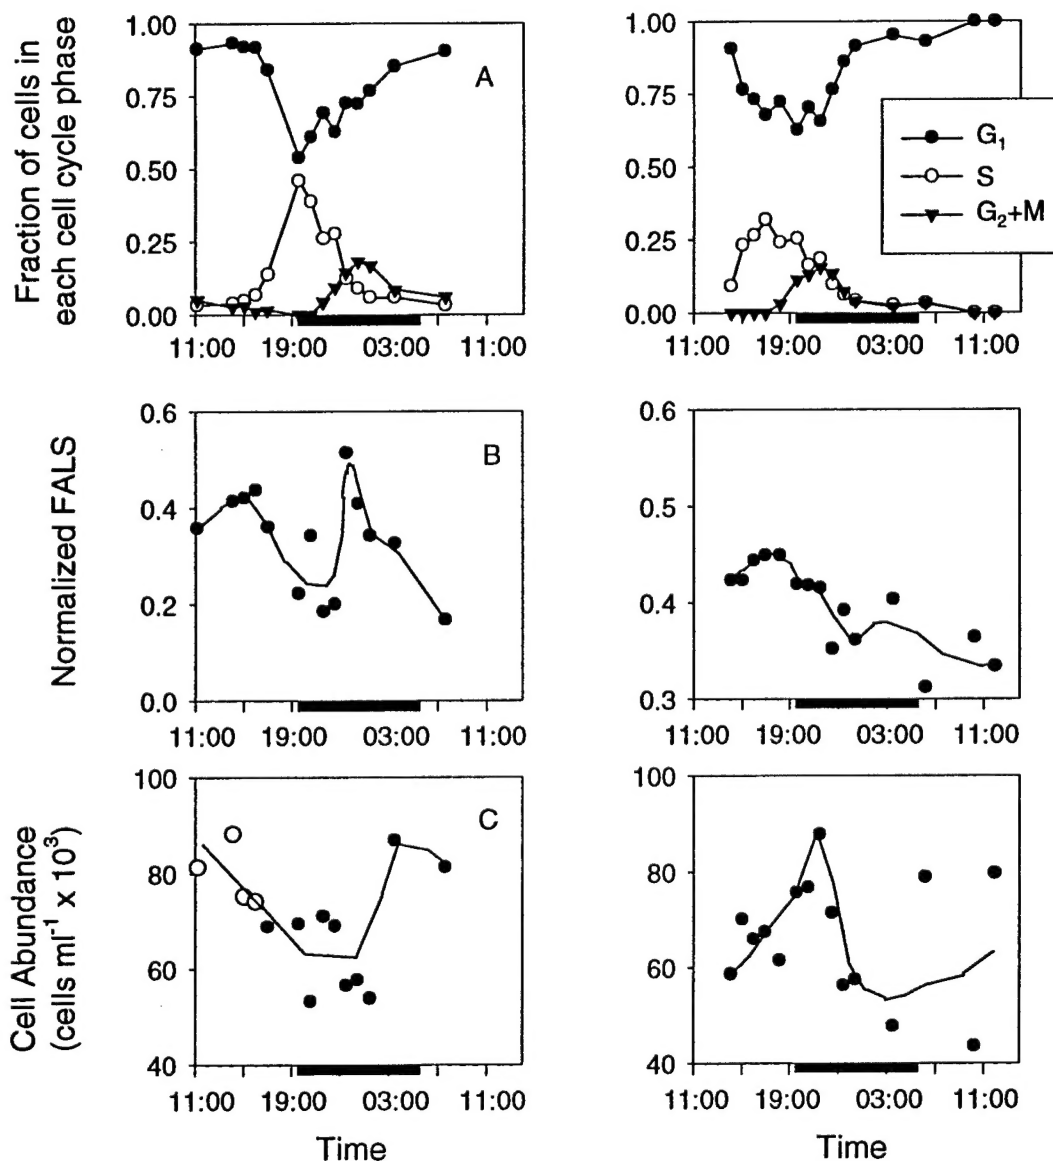 Fraction of cells in
each cell cycle phase
1.00
0.75
0.50
0.25
0.00
A
11:00 19:00 03:00 11:00
1.00
0.75
0.50
0.25
0.00
G₁
S
G₂+M
11:00 19:00 03:00 11:00
Normalized FALS
0.6
0.4
0.2
0.0
B
11:00 19:00 03:00 11:00
0.6
0.5
0.4
0.3
11:00 19:00 03:00 11:00
Cell Abundance
(cells ml⁻¹ x 10³)
100
80
60
40
C
11:00 19:00 03:00 11:00
Time
100
80
60
40
11:00 19:00 03:00 11:00
Time